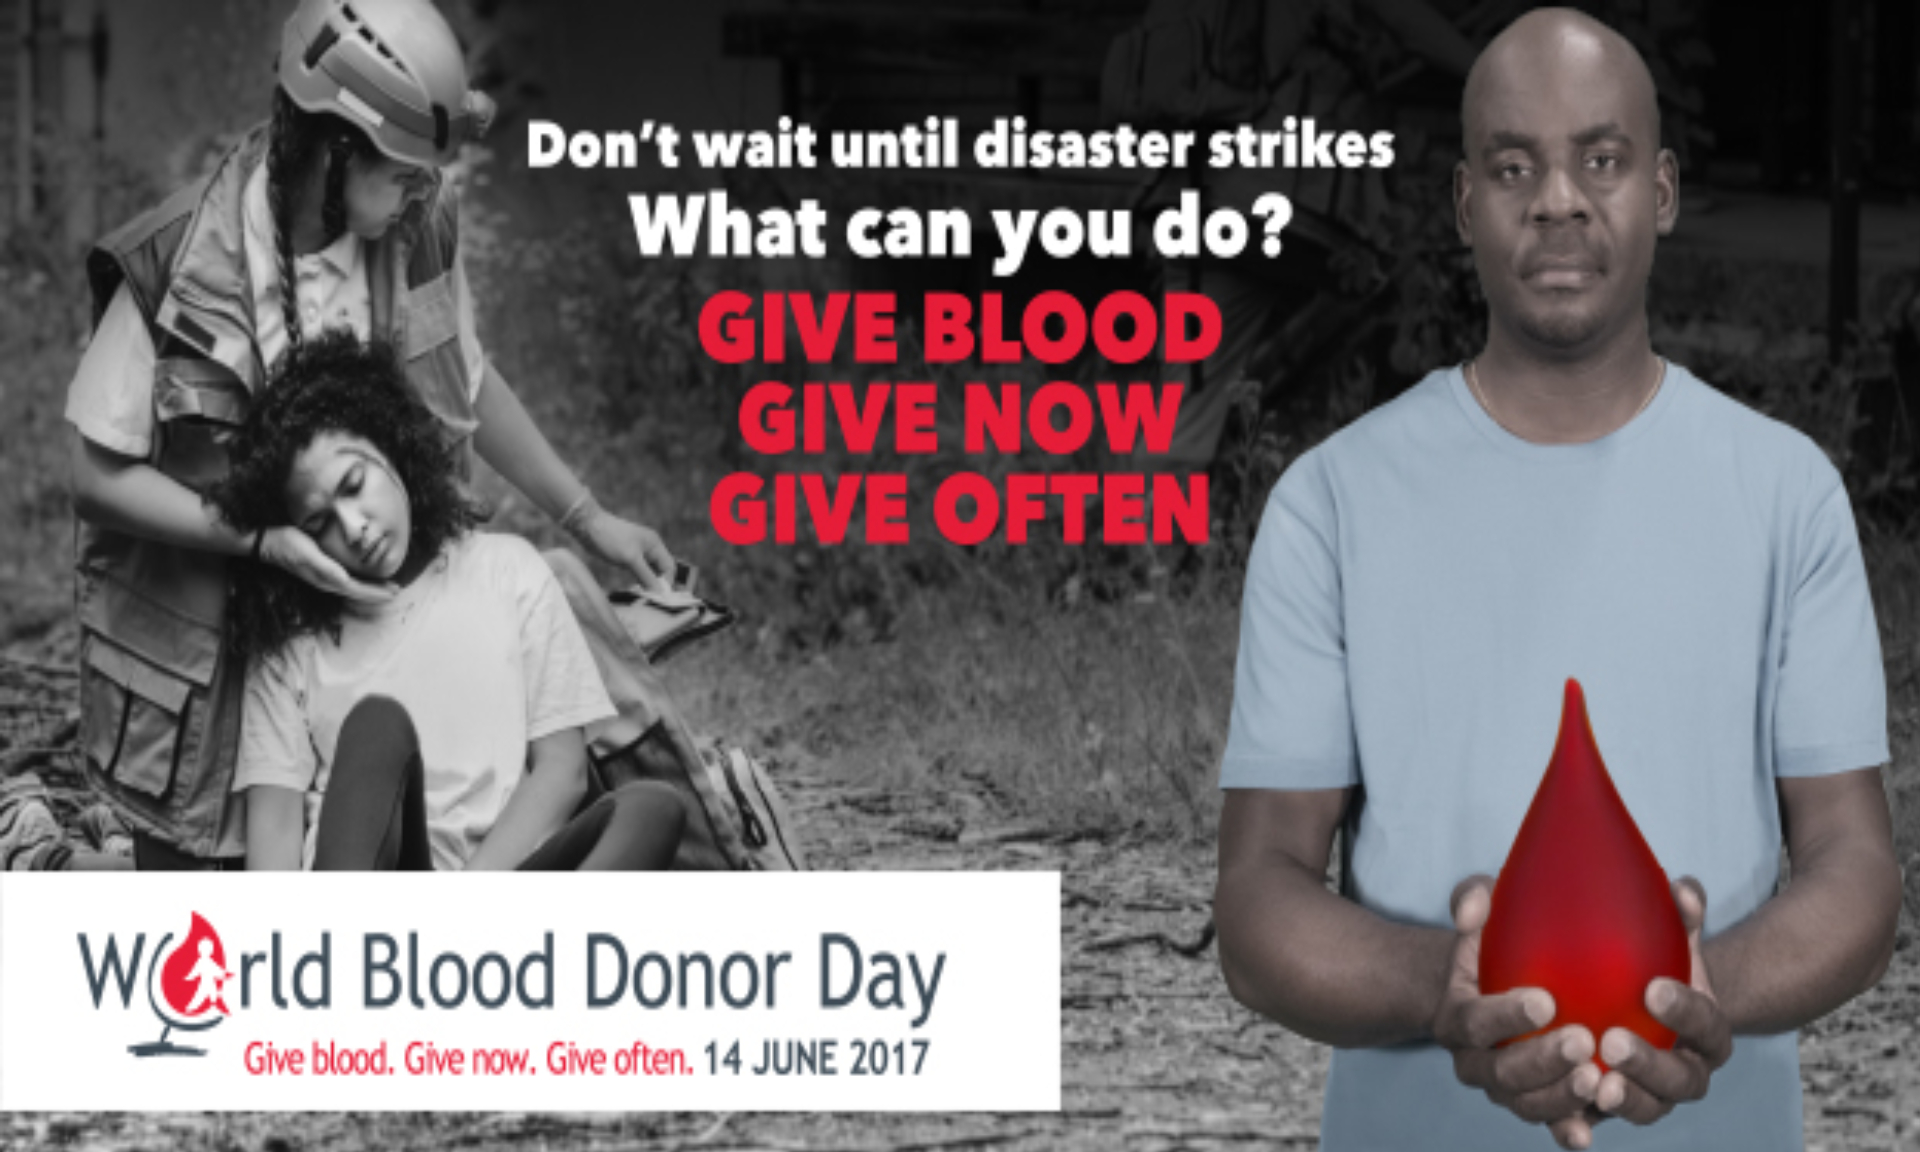 Don't wait until disaster strikes
What can you do?
GIVE BLOOD
GIVE NOW
GIVE OFTEN
World Blood Donor Day
Give blood. Give now. Give often. 14 JUNE 2017